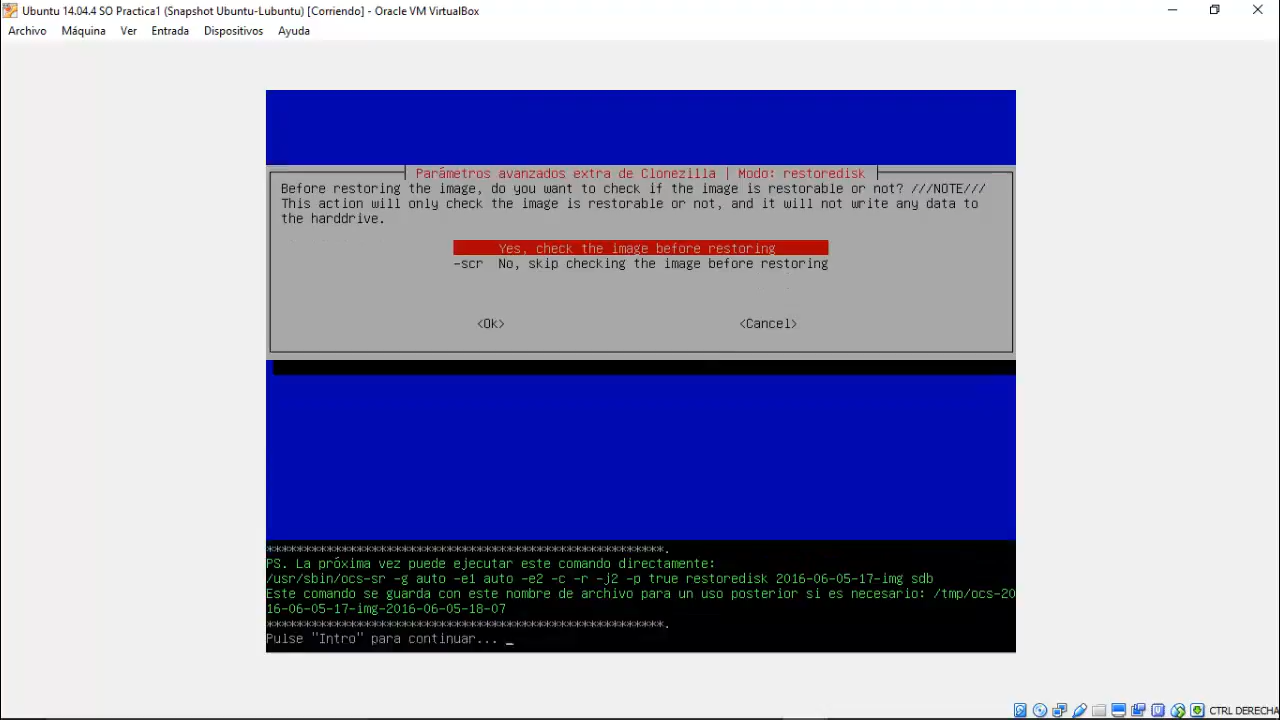 Ubuntu 14.04.4 SO Practica1 (Snapshot Ubuntu-Lubuntu) [Corriendo] - Oracle VM VirtualBox
Archivo Máquina Ver Entrada Dispositivos Ayuda
Parámetros avanzados extra de Clonezilla | Modo: restoredisk
Before restoring the image, do you want to check if the image is restorable or not? ///NOTE///
This action will only check the image is restorable or not, and it will not write any data to
the harddrive.
Yes, check the image before restoring
-scr No, skip checking the image before restoring
<Ok> <Cancel>
*****************************************************.
PS. La próxima vez puede ejecutar este comando directamente:
/usr/sbin/ocs-sr -g auto -e1 auto -e2 -c -r -j2 -p true restoredisk 2016-06-05-17-img sdb
Este comando se guarda con este nombre de archivo para un uso posterior si es necesario: /tmp/ocs-20
16-06-05-17-img-2016-06-05-18-07
*****************************************************.
Pulse "Intro" para continuar... _
CTRL DERECHA